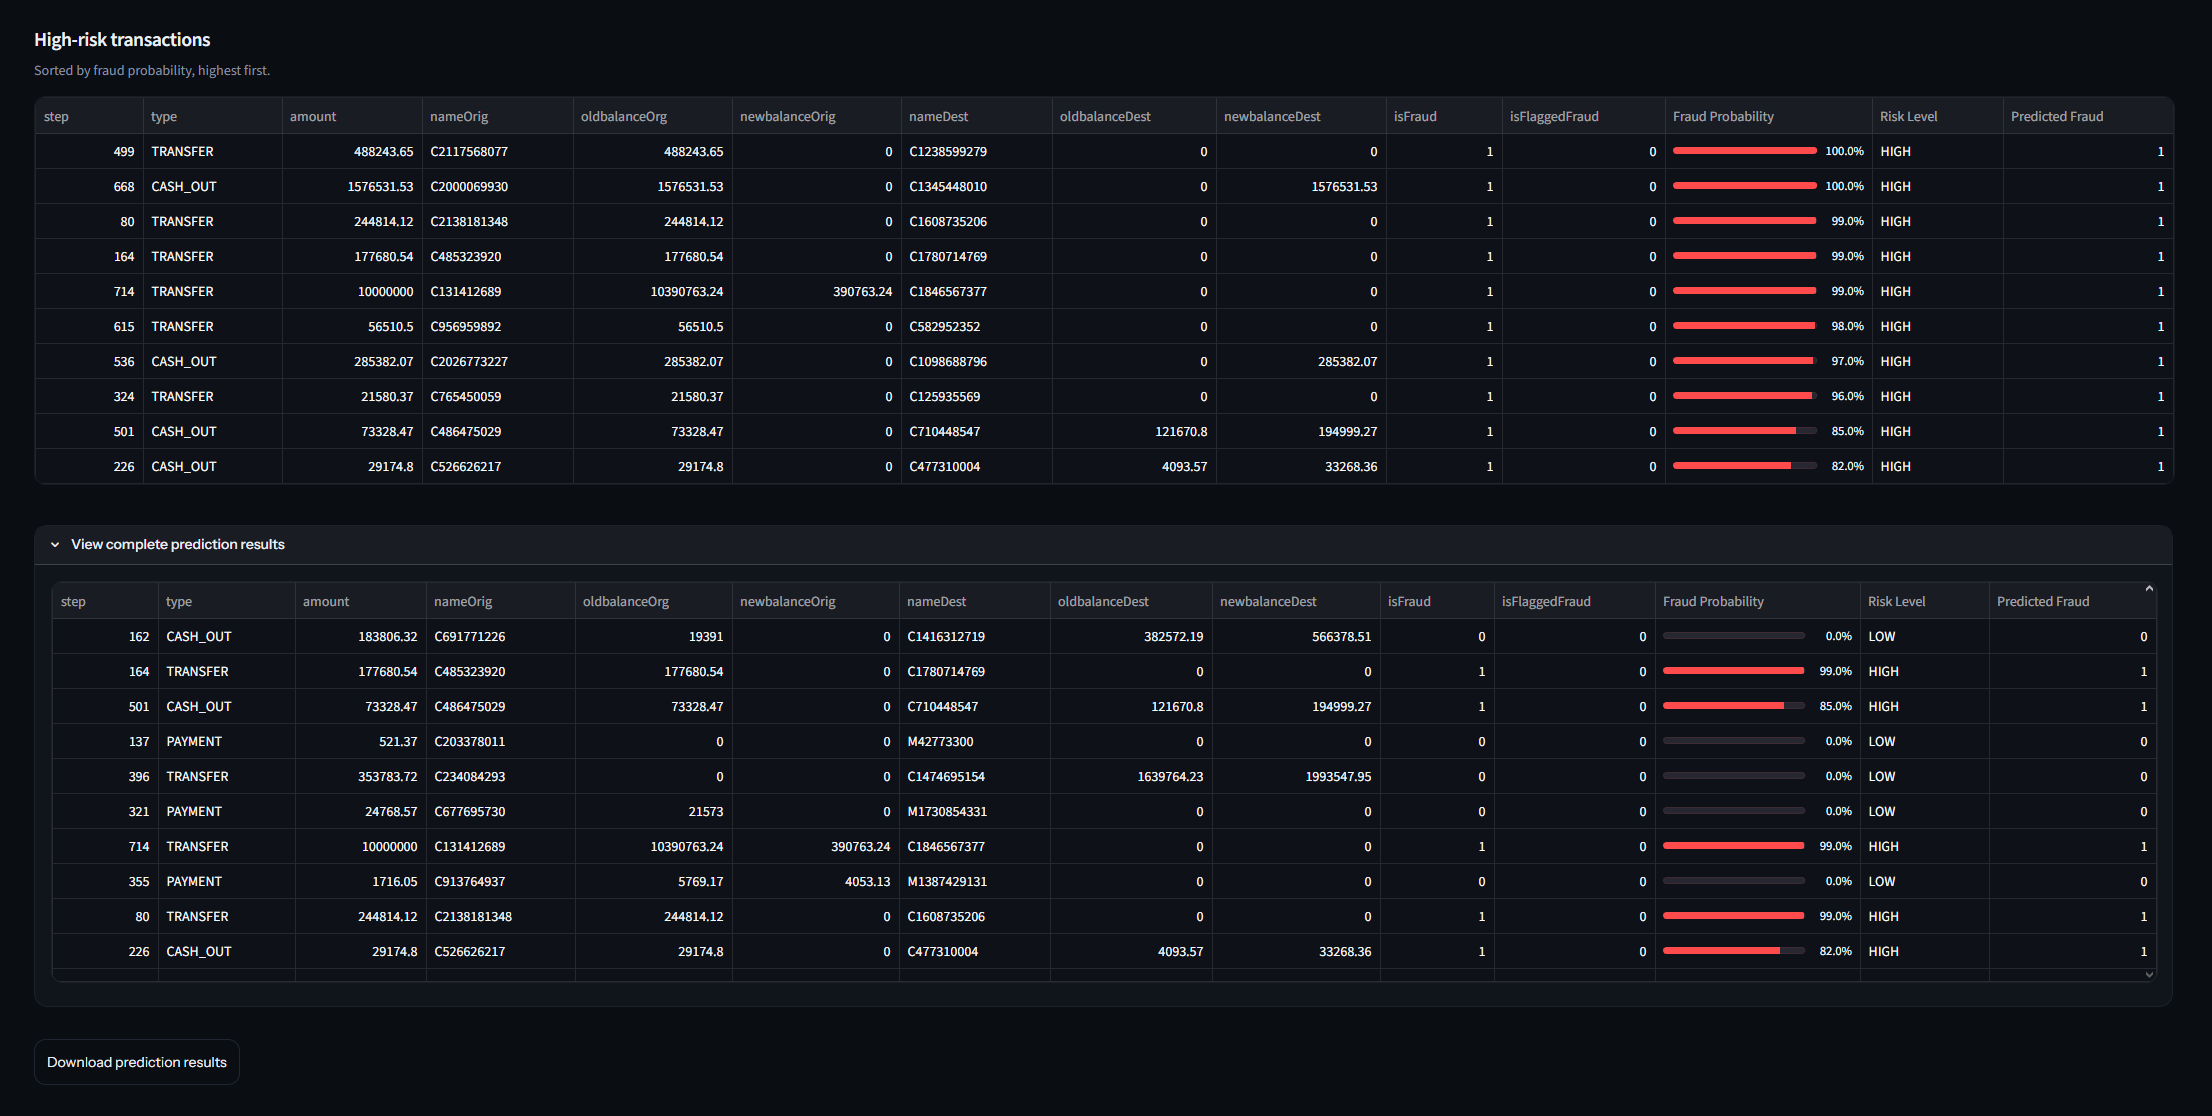 High-risk transactions
Sorted by fraud probability, highest first.
step type amount nameOrig oldbalanceOrg newbalanceOrig nameDest oldbalanceDest newbalanceDest isFraud isFlaggedFraud Fraud Probability Risk Level Predicted Fraud
499 TRANSFER 488243.65 C2117568077 488243.65 0 C1238599279 0 0 1 0 100.0% HIGH 1
668 CASH_OUT 1576531.53 C2000069930 1576531.53 0 C1345448010 0 1576531.53 1 0 100.0% HIGH 1
80 TRANSFER 244814.12 C2138181348 244814.12 0 C1608735206 0 0 1 0 99.0% HIGH 1
164 TRANSFER 177680.54 C485323920 177680.54 0 C1780714769 0 0 1 0 99.0% HIGH 1
714 TRANSFER 10000000 C131412689 10390763.24 390763.24 C1846567377 0 0 1 0 99.0% HIGH 1
615 TRANSFER 56510.5 C956959892 56510.5 0 C582952352 0 0 1 0 98.0% HIGH 1
536 CASH_OUT 285382.07 C2026773227 285382.07 0 C1098688796 0 285382.07 1 0 97.0% HIGH 1
324 TRANSFER 21580.37 C765450059 21580.37 0 C125935569 0 0 1 0 96.0% HIGH 1
501 CASH_OUT 73328.47 C486475029 73328.47 0 C710448547 121670.8 194999.27 1 0 85.0% HIGH 1
226 CASH_OUT 29174.8 C526626217 29174.8 0 C477310004 4093.57 33268.36 1 0 82.0% HIGH 1
View complete prediction results
step type amount nameOrig oldbalanceOrg newbalanceOrig nameDest oldbalanceDest newbalanceDest isFraud isFlaggedFraud Fraud Probability Risk Level Predicted Fraud
162 CASH_OUT 183806.32 C691771226 19391 0 C1416312719 382572.19 566378.51 0 0 0.0% LOW 0
164 TRANSFER 177680.54 C485323920 177680.54 0 C1780714769 0 0 1 0 99.0% HIGH 1
501 CASH_OUT 73328.47 C486475029 73328.47 0 C710448547 121670.8 194999.27 1 0 85.0% HIGH 1
137 PAYMENT 521.37 C203378011 0 0 M42773300 0 0 0 0 0.0% LOW 0
396 TRANSFER 353783.72 C234084293 0 0 C1474695154 1639764.23 1993547.95 0 0 0.0% LOW 0
321 PAYMENT 24768.57 C677695730 21573 0 M1730854331 0 0 0 0 0.0% LOW 0
714 TRANSFER 10000000 C131412689 10390763.24 390763.24 C1846567377 0 0 1 0 99.0% HIGH 1
355 PAYMENT 1716.05 C913764937 5769.17 4053.13 M1387429131 0 0 0 0 0.0% LOW 0
80 TRANSFER 244814.12 C2138181348 244814.12 0 C1608735206 0 0 1 0 99.0% HIGH 1
226 CASH_OUT 29174.8 C526626217 29174.8 0 C477310004 4093.57 33268.36 1 0 82.0% HIGH 1
Download prediction results